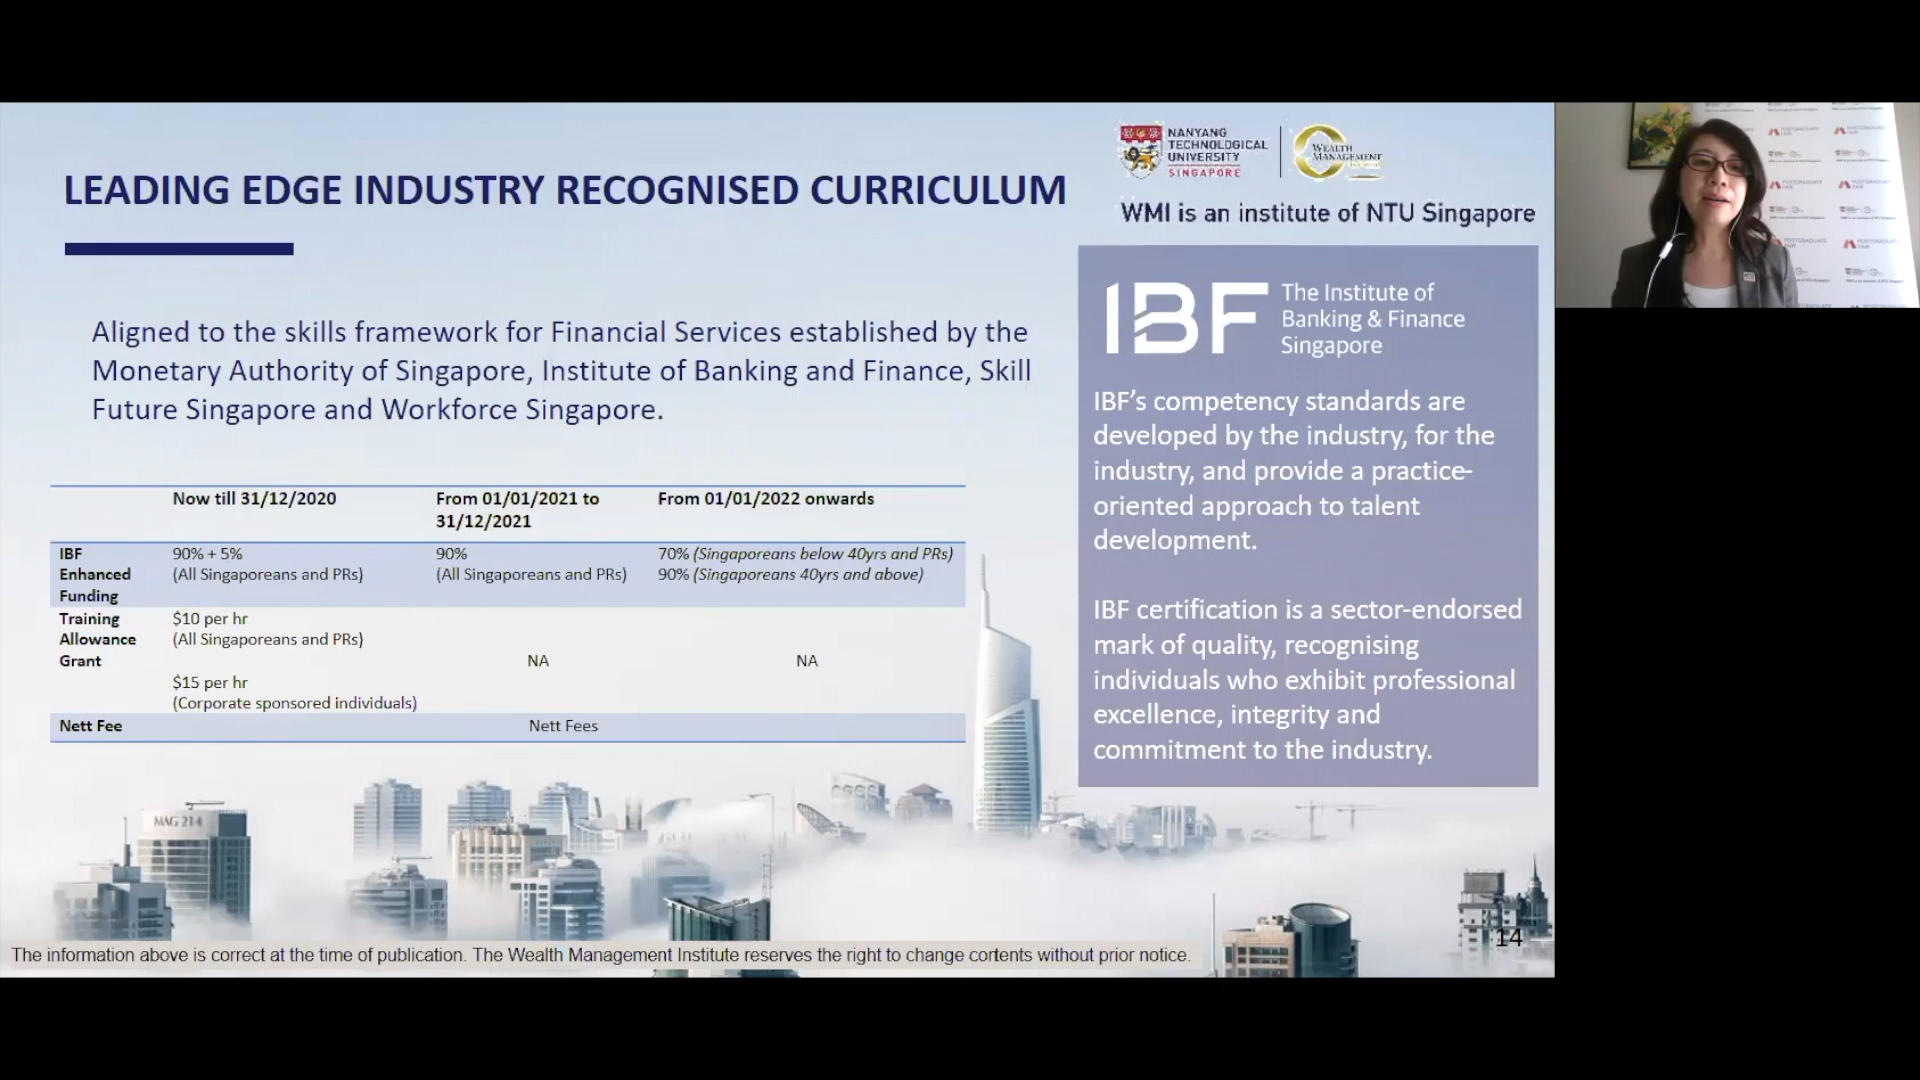 LEADING EDGE INDUSTRY RECOGNISED CURRICULUM
NANYANG
TECHNOLOGICAL
UNIVERSITY
SINGAPORE
WEALTH
MANAGEMENT
WMI is an institute of NTU Singapore
Aligned to the skills framework for Financial Services established by the
Monetary Authority of Singapore, Institute of Banking and Finance, Skill
Future Singapore and Workforce Singapore.
Now till 31/12/2020 From 01/01/2021 to From 01/01/2022 onwards
31/12/2021
IBF 90% + 5% 90% 70% (Singaporeans below 40yrs and PRs)
Enhanced (All Singaporeans and PRs) (All Singaporeans and PRs) 90% (Singaporeans 40yrs and above)
Funding
Training $10 per hr
Allowance (All Singaporeans and PRs)
Grant NA NA
$15 per hr
(Corporate sponsored individuals)
Nett Fee Nett Fees
IBF The Institute of
Banking & Finance
Singapore
IBF's competency standards are
developed by the industry, for the
industry, and provide a practice-
oriented approach to talent
development.
IBF certification is a sector-endorsed
mark of quality, recognising
individuals who exhibit professional
excellence, integrity and
commitment to the industry.
MAG 214
14
The information above is correct at the time of publication. The Wealth Management Institute reserves the right to change contents without prior notice.
POSTGRADUATE
FAIR